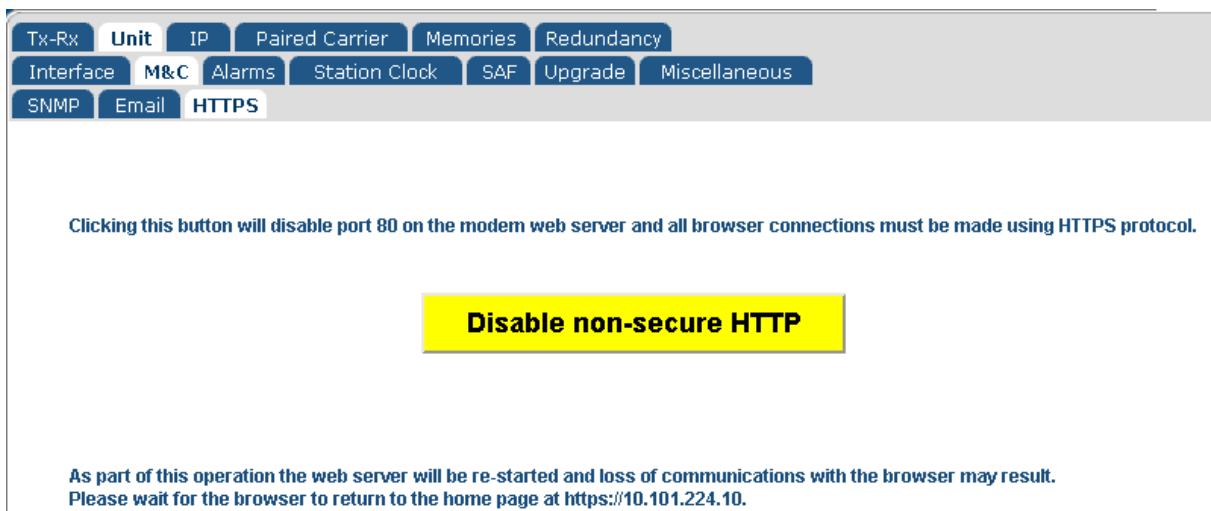 Tx-Rx Unit IP Paired Carrier Memories Redundancy
Interface M&C Alarms Station Clock SAF Upgrade Miscellaneous
SNMP Email HTTPS
Clicking this button will disable port 80 on the modem web server and all browser connections must be made using HTTPS protocol.
Disable non-secure HTTP
As part of this operation the web server will be re-started and loss of communications with the browser may result.
Please wait for the browser to return to the home page at https://10.101.224.10.